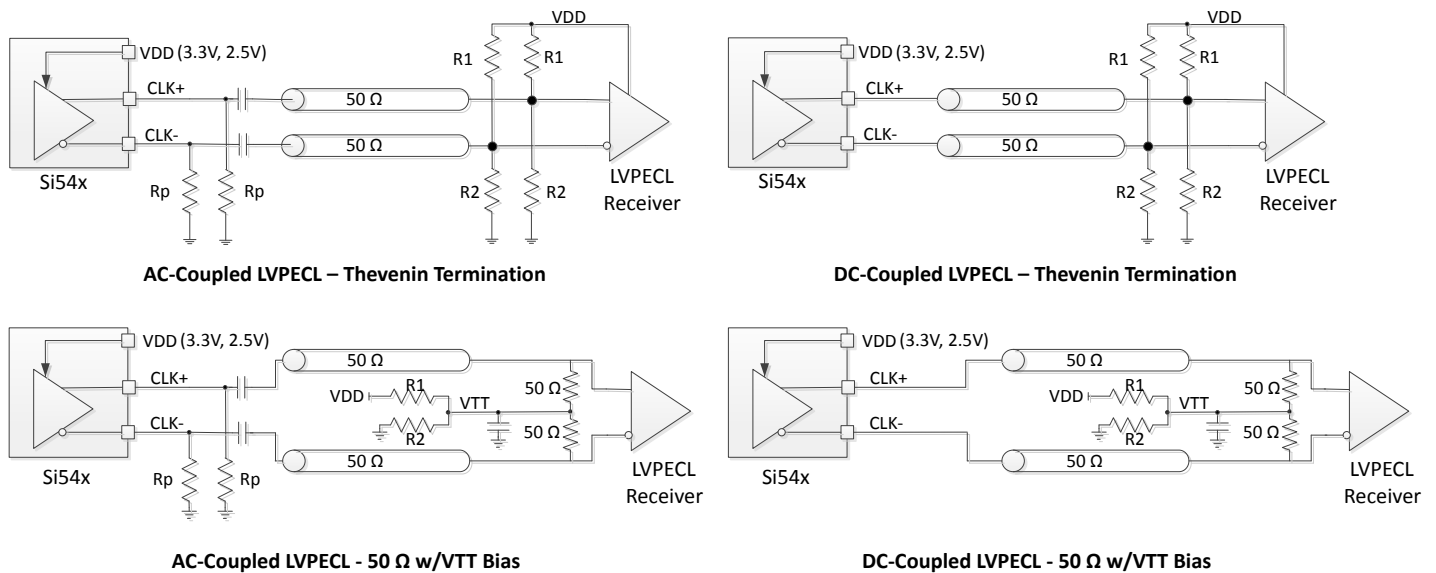 VDD
VDD (3.3V, 2.5V)
R1
R1
CLK+
50 Ω
CLK-
50 Ω
Si54x
Rp
Rp
R2
R2
LVPECL
Receiver
AC-Coupled LVPECL – Thevenin Termination
VDD
VDD (3.3V, 2.5V)
R1
R1
CLK+
50 Ω
CLK-
50 Ω
Si54x
R2
R2
LVPECL
Receiver
DC-Coupled LVPECL – Thevenin Termination
VDD (3.3V, 2.5V)
50 Ω
CLK+
R1
50 Ω
VDD
VTT
CLK-
R2
50 Ω
50 Ω
Si54x
Rp
Rp
LVPECL
Receiver
AC-Coupled LVPECL - 50 Ω w/VTT Bias
VDD (3.3V, 2.5V)
50 Ω
CLK+
R1
50 Ω
VDD
VTT
CLK-
R2
50 Ω
50 Ω
Si54x
LVPECL
Receiver
DC-Coupled LVPECL - 50 Ω w/VTT Bias